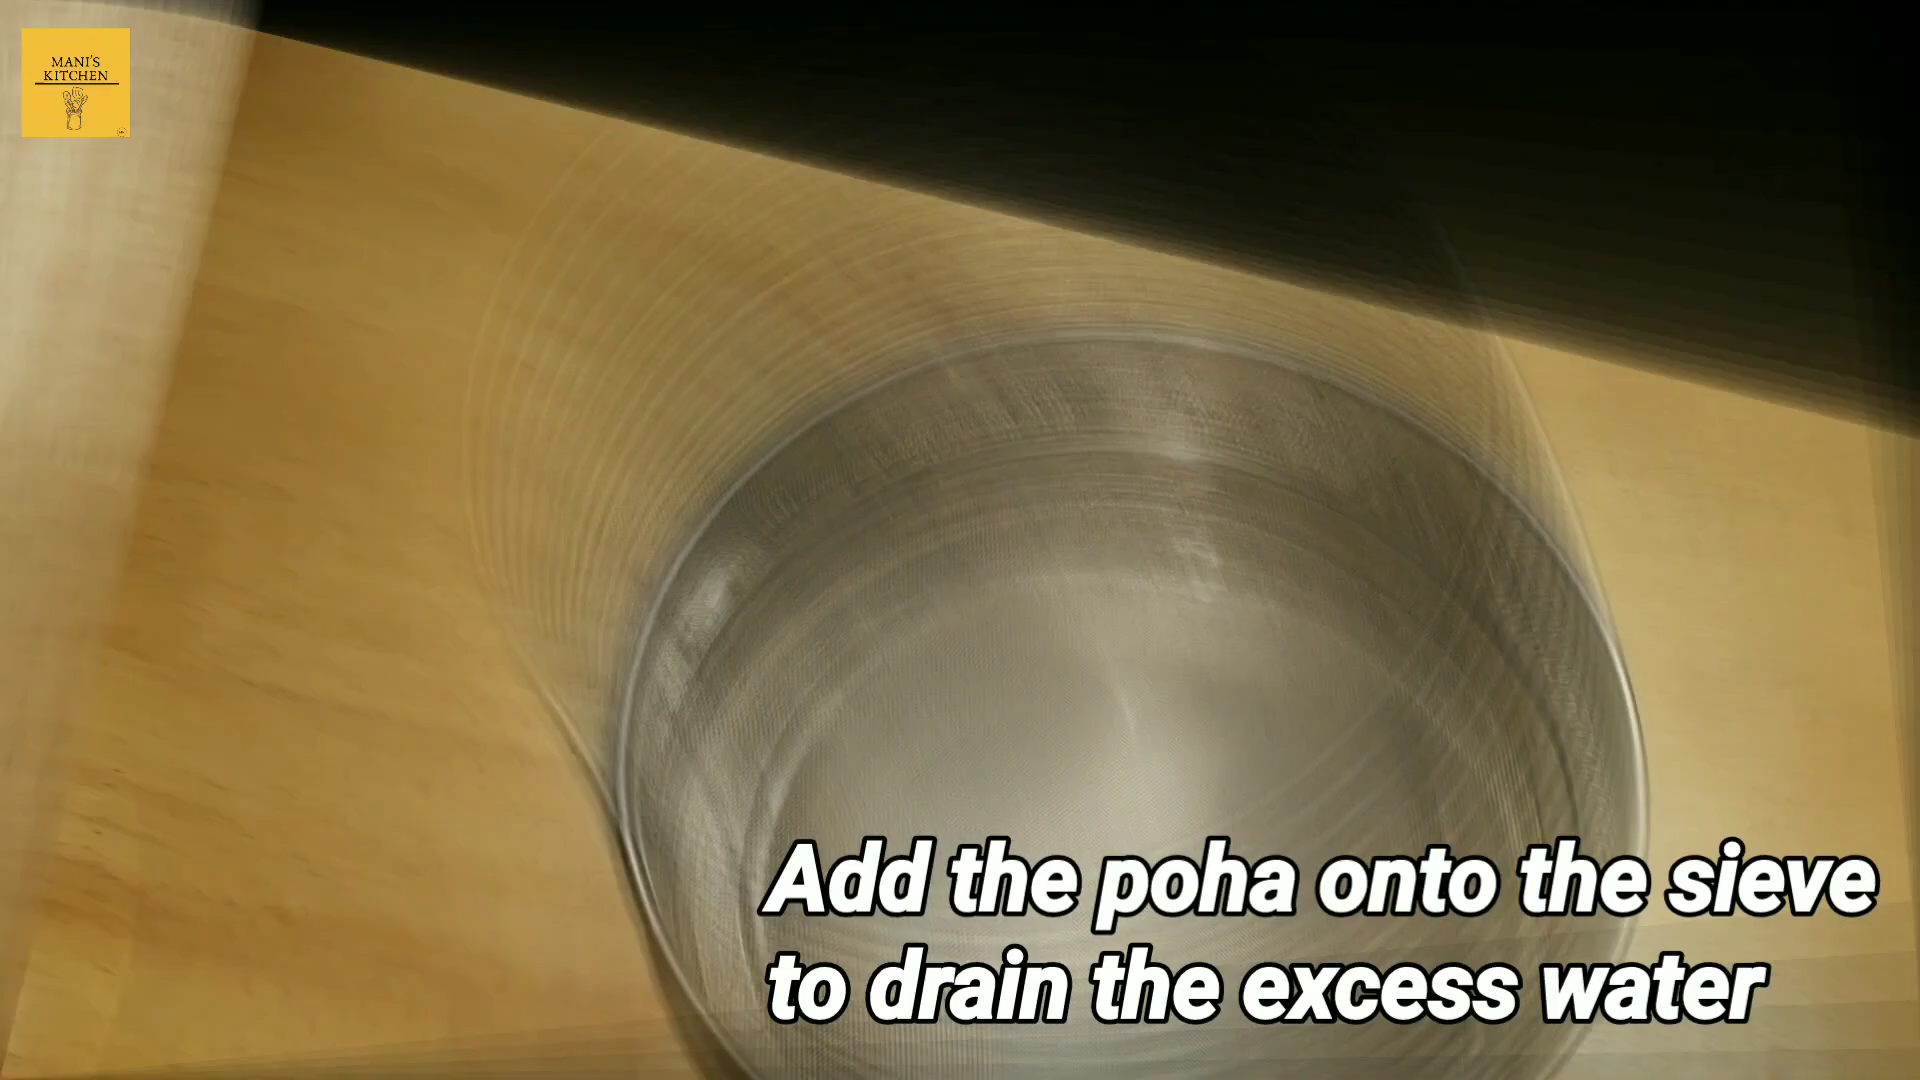 MANI'S
KITCHEN
Add the poha onto the sieve
to drain the excess water